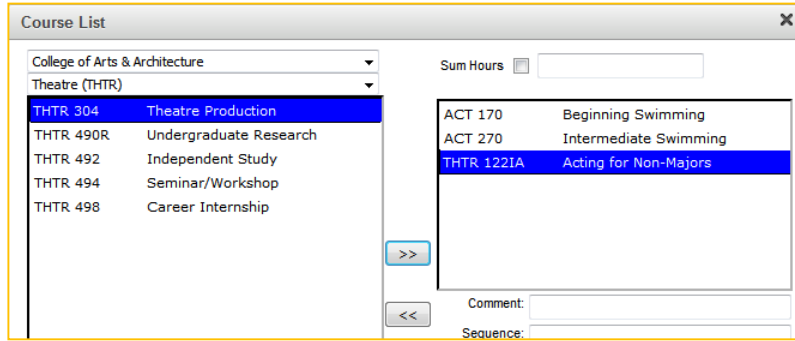 Course List X
College of Arts & Architecture
Theatre (THTR)
THTR 304 Theatre Production
THTR 490R Undergraduate Research
THTR 492 Independent Study
THTR 494 Seminar/Workshop
THTR 498 Career Internship
>>
<<
Sum Hours
ACT 170 Beginning Swimming
ACT 270 Intermediate Swimming
THTR 122IA Acting for Non-Majors
Comment:
Sequence: